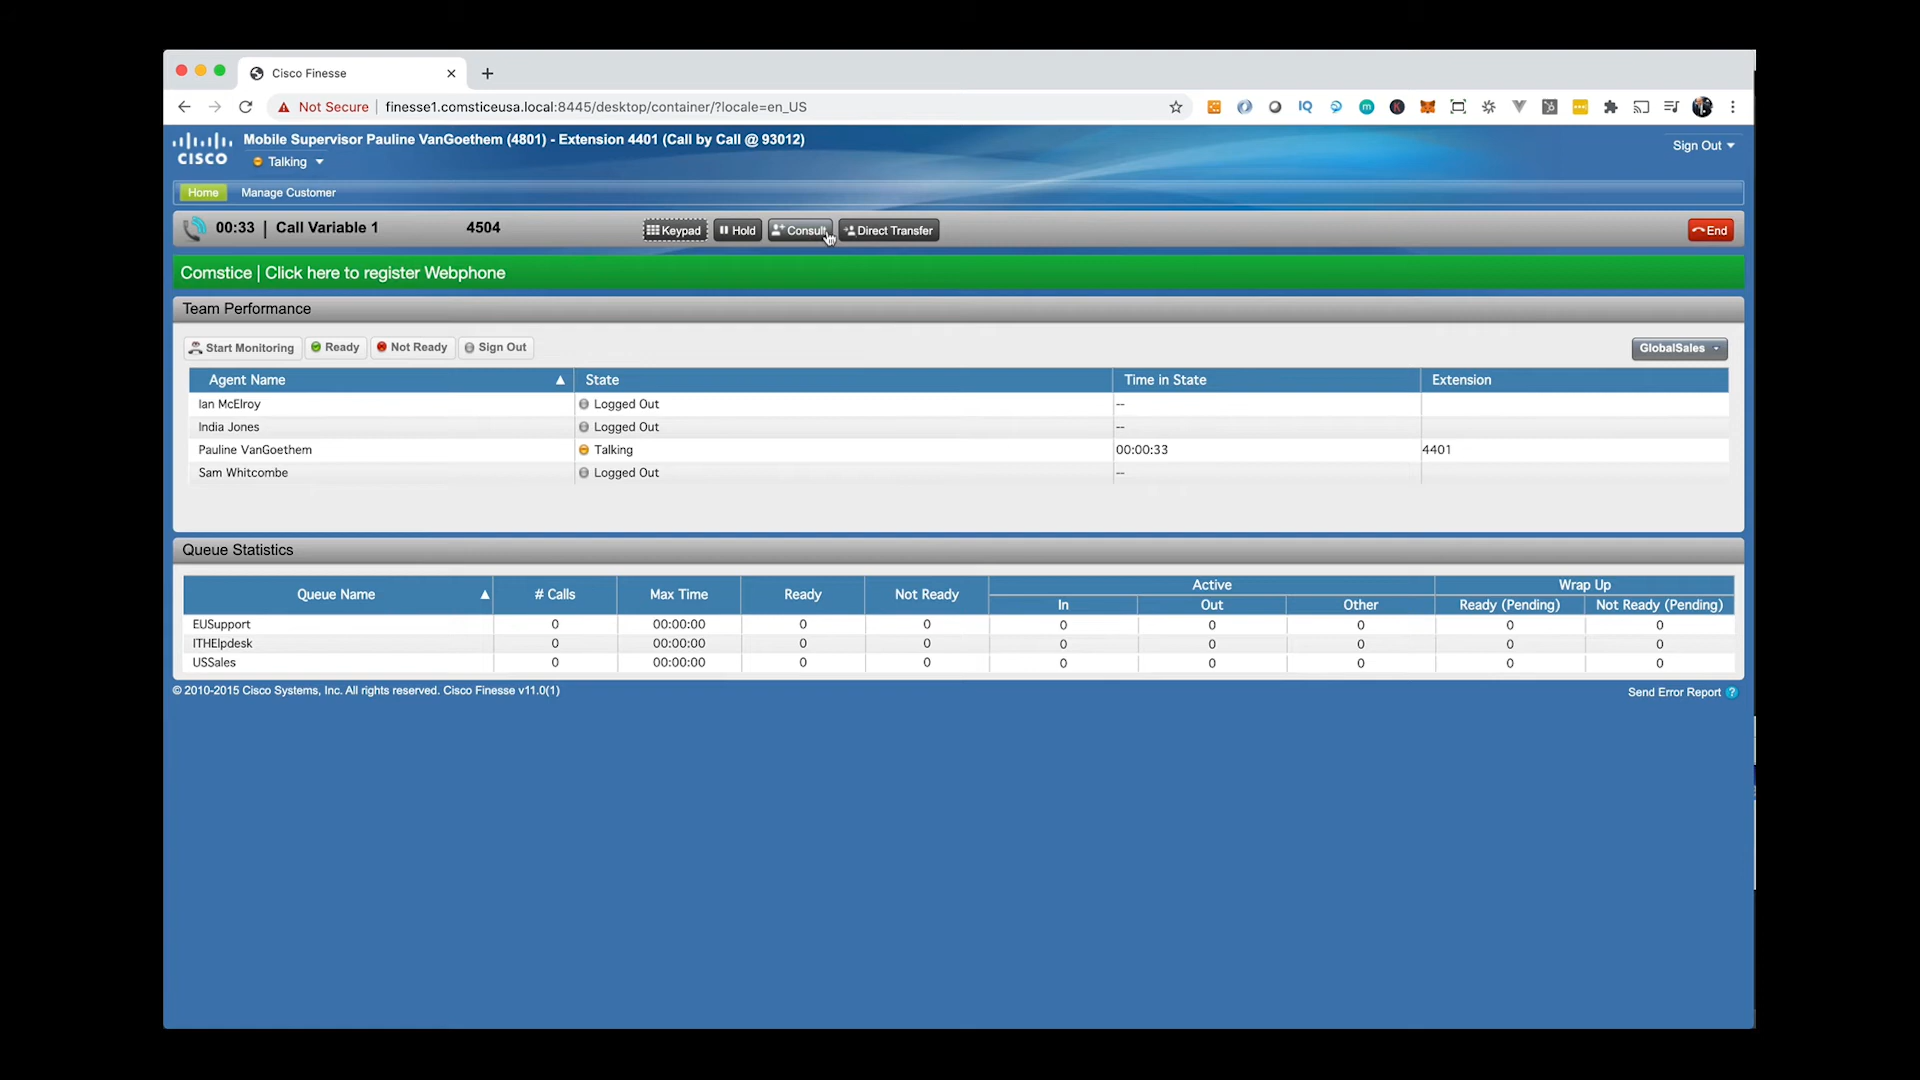 Cisco Finesse
Not Secure | finesse1.comsticeusa.local:8445/desktop/container/?locale=en_US
CISCO
Mobile Supervisor Pauline VanGoethem (4801) - Extension 4401 (Call by Call @ 93012)
Talking
Sign Out
Home Manage Customer
00:33 | Call Variable 1 4504 Keypad Hold Consult Direct Transfer End
Comstice | Click here to register Webphone
Team Performance
Start Monitoring Ready Not Ready Sign Out GlobalSales
Agent Name State Time in State Extension
Ian McElroy Logged Out --
India Jones Logged Out --
Pauline VanGoethem Talking 00:00:33 4401
Sam Whitcombe Logged Out --
Queue Statistics
Queue Name # Calls Max Time Ready Not Ready Active Wrap Up
In Out Other Ready (Pending) Not Ready (Pending)
EUSupport 0 00:00:00 0 0 0 0 0 0 0
ITHElpdesk 0 00:00:00 0 0 0 0 0 0 0
USSales 0 00:00:00 0 0 0 0 0 0 0
© 2010-2015 Cisco Systems, Inc. All rights reserved. Cisco Finesse v11.0(1)
Send Error Report ?